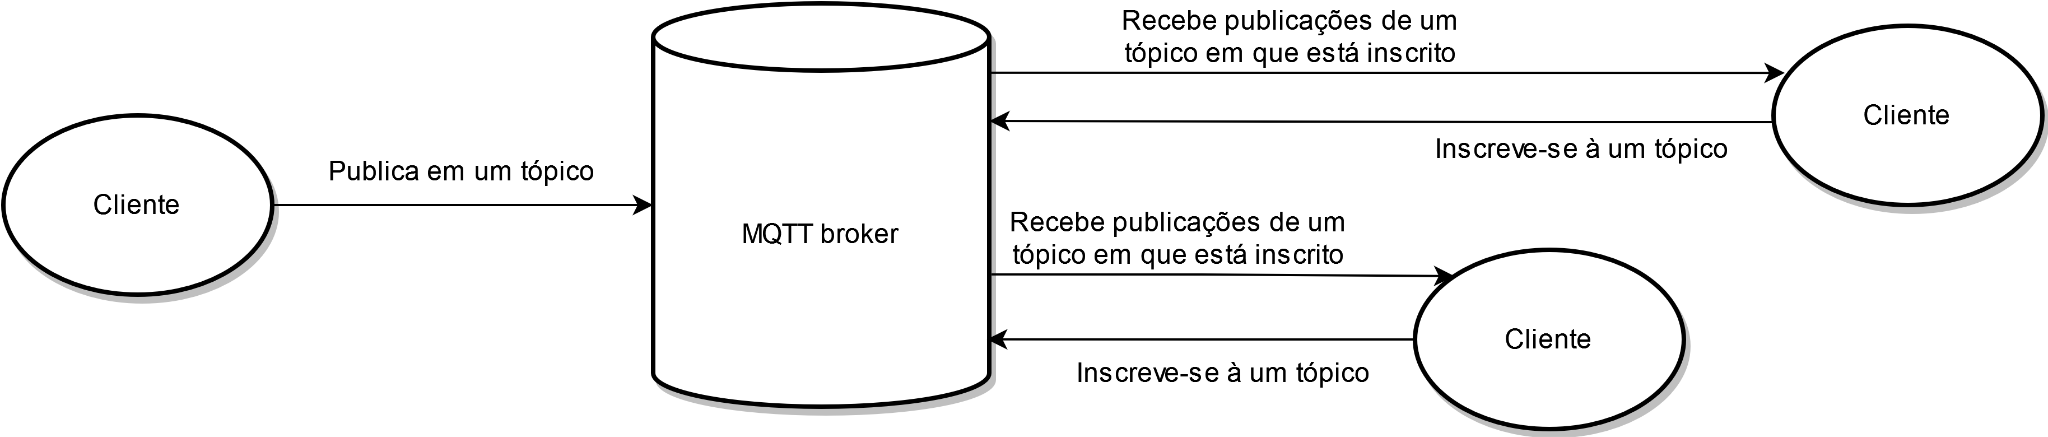 Recebe publicações de um
tópico em que está inscrito
Cliente
Inscreve-se à um tópico
Publica em um tópico
Cliente
MQTT broker
Recebe publicações de um
tópico em que está inscrito
Cliente
Inscreve-se à um tópico